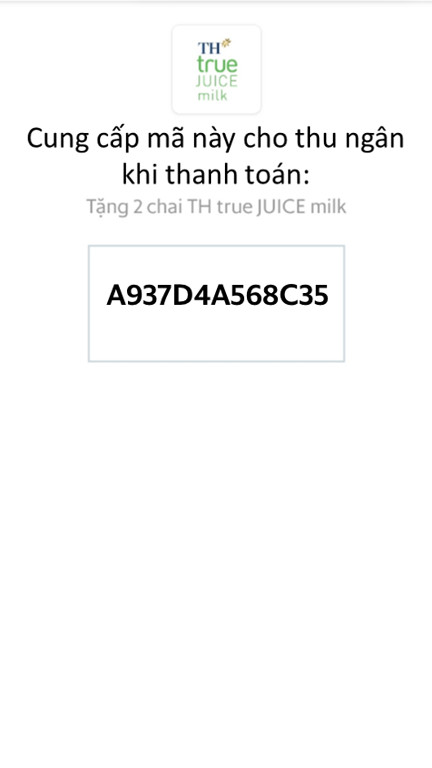 TH
true
JUICE
milk
Cung cấp mã này cho thu ngân
khi thanh toán:
Tặng 2 chai TH true JUICE milk
A937D4A568C35